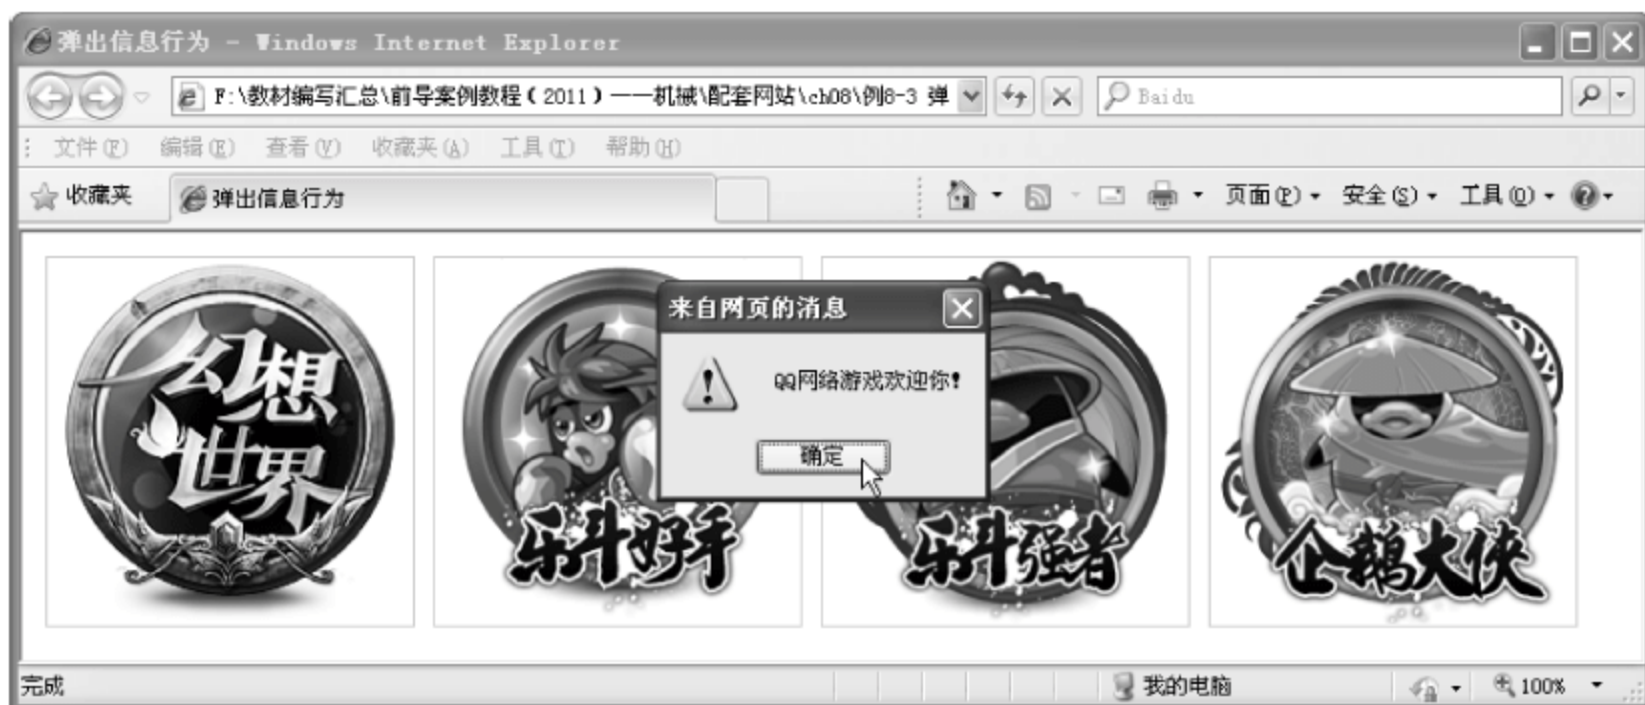 弹出信息行为 - Windows Internet Explorer
F:\教材编写汇总\前导案例教程（2011）——机械\配套网站\ch08\例8-3 弹
Baidu
文件(F) 编辑(E) 查看(V) 收藏夹(A) 工具(T) 帮助(H)
收藏夹
弹出信息行为
页面(P) 安全(S) 工具(O)
来自网页的消息
QQ网络游戏欢迎你!
确定
幻想
世界
乐斗好手
乐斗强者
企鹅大侠
完成
我的电脑
100%